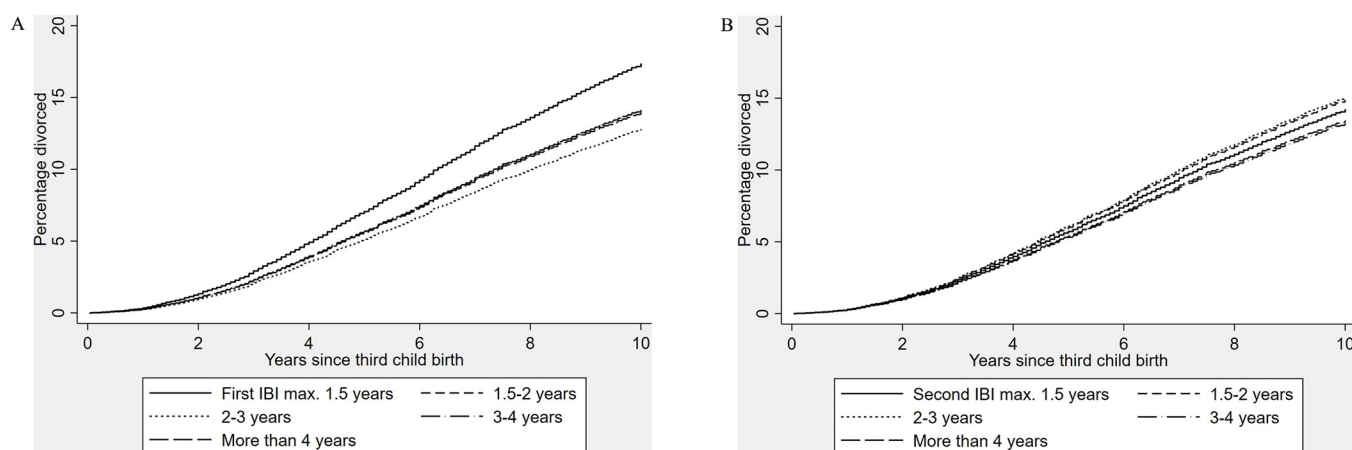 A
Percentage divorced
0
5
10
15
20
0 2 4 6 8 10
Years since third child birth
First IBI max. 1.5 years 1.5-2 years
2-3 years 3-4 years
More than 4 years
B
Percentage divorced
0
5
10
15
20
0 2 4 6 8 10
Years since third child birth
Second IBI max. 1.5 years 1.5-2 years
2-3 years 3-4 years
More than 4 years